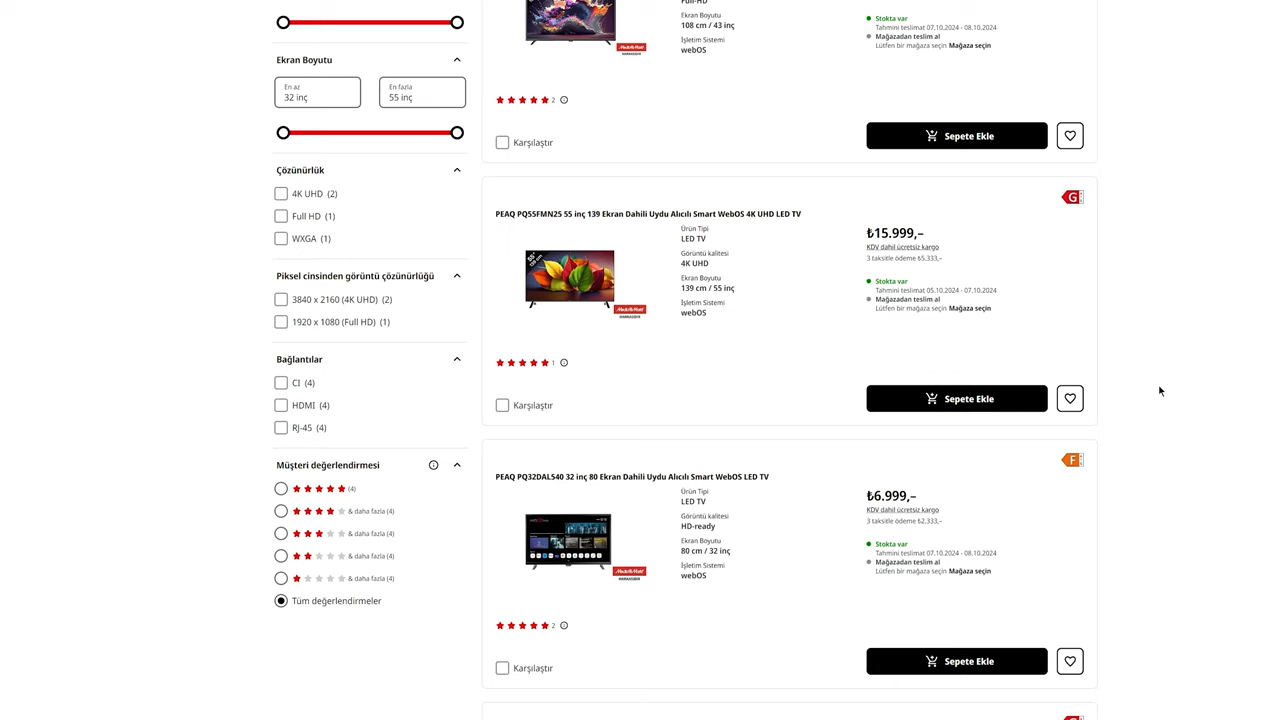 Full-HD
Ekran Boyutu
108 cm / 43 inç
İşletim Sistemi
webOS
MediaMarkt
Stokta var
Tahmini teslimat 07.10.2024 - 08.10.2024
Mağazadan teslim al
Lütfen bir mağaza seçin Mağaza seçin
2
Karşılaştır
Sepete Ekle
Ekran Boyutu
En az
32 inç
En fazla
55 inç
Çözünürlük
4K UHD (2)
Full HD (1)
WXGA (1)
Piksel cinsinden görüntü çözünürlüğü
3840 x 2160 (4K UHD) (2)
1920 x 1080 (Full HD) (1)
Bağlantılar
CI (4)
HDMI (4)
RJ-45 (4)
Müşteri değerlendirmesi
(4)
& daha fazla (4)
& daha fazla (4)
& daha fazla (4)
& daha fazla (4)
Tüm değerlendirmeler
G
PEAQ PQ55FMN25 55 inç 139 Ekran Dahili Uydu Alıcılı Smart WebOS 4K UHD LED TV
Ürün Tipi
LED TV
Görüntü kalitesi
4K UHD
Ekran Boyutu
139 cm / 55 inç
İşletim Sistemi
webOS
55"
139 cm
MediaMarkt
₺15.999,–
KDV dahil ücretsiz kargo
3 taksitle ödeme ₺5.333,–
Stokta var
Tahmini teslimat 05.10.2024 - 07.10.2024
Mağazadan teslim al
Lütfen bir mağaza seçin Mağaza seçin
1
Karşılaştır
Sepete Ekle
F
PEAQ PQ32DAL540 32 inç 80 Ekran Dahili Uydu Alıcılı Smart WebOS LED TV
Ürün Tipi
LED TV
Görüntü kalitesi
HD-ready
Ekran Boyutu
80 cm / 32 inç
İşletim Sistemi
webOS
MediaMarkt
₺6.999,–
KDV dahil ücretsiz kargo
3 taksitle ödeme ₺2.333,–
Stokta var
Tahmini teslimat 07.10.2024 - 08.10.2024
Mağazadan teslim al
Lütfen bir mağaza seçin Mağaza seçin
2
Karşılaştır
Sepete Ekle